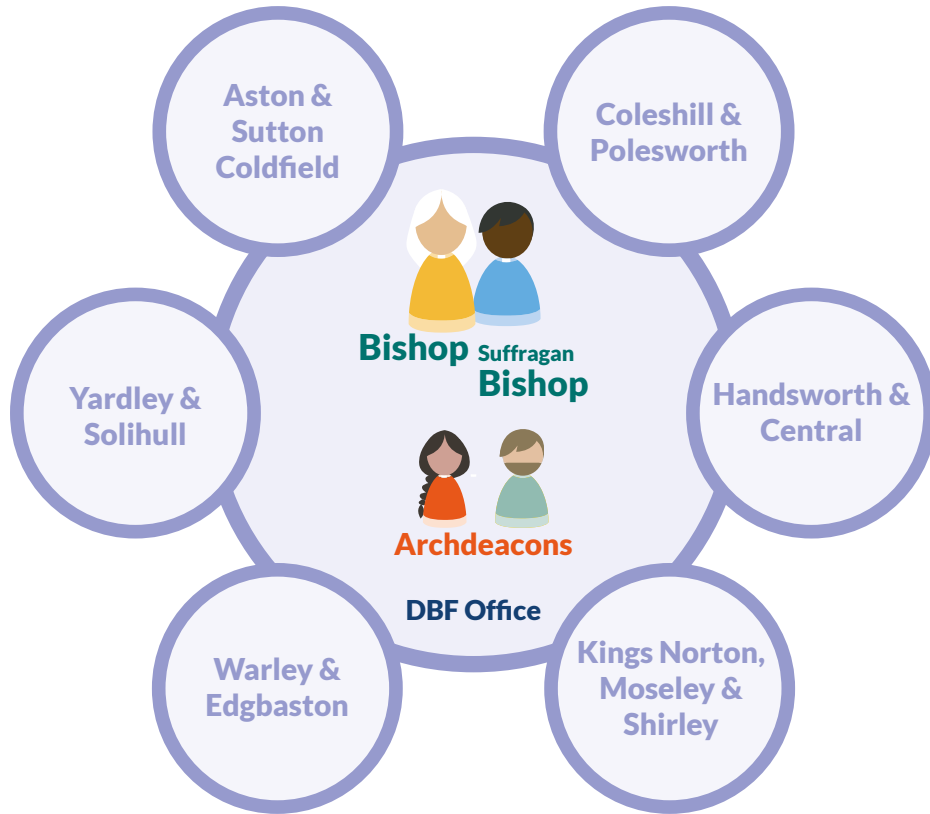 Aston &
Sutton
Coldfield
Coleshill &
Polesworth
Bishop
Suffragan
Bishop
Yardley &
Solihull
Handsworth &
Central
Archdeacons
DBF Office
Warley &
Edgbaston
Kings Norton,
Moseley &
Shirley